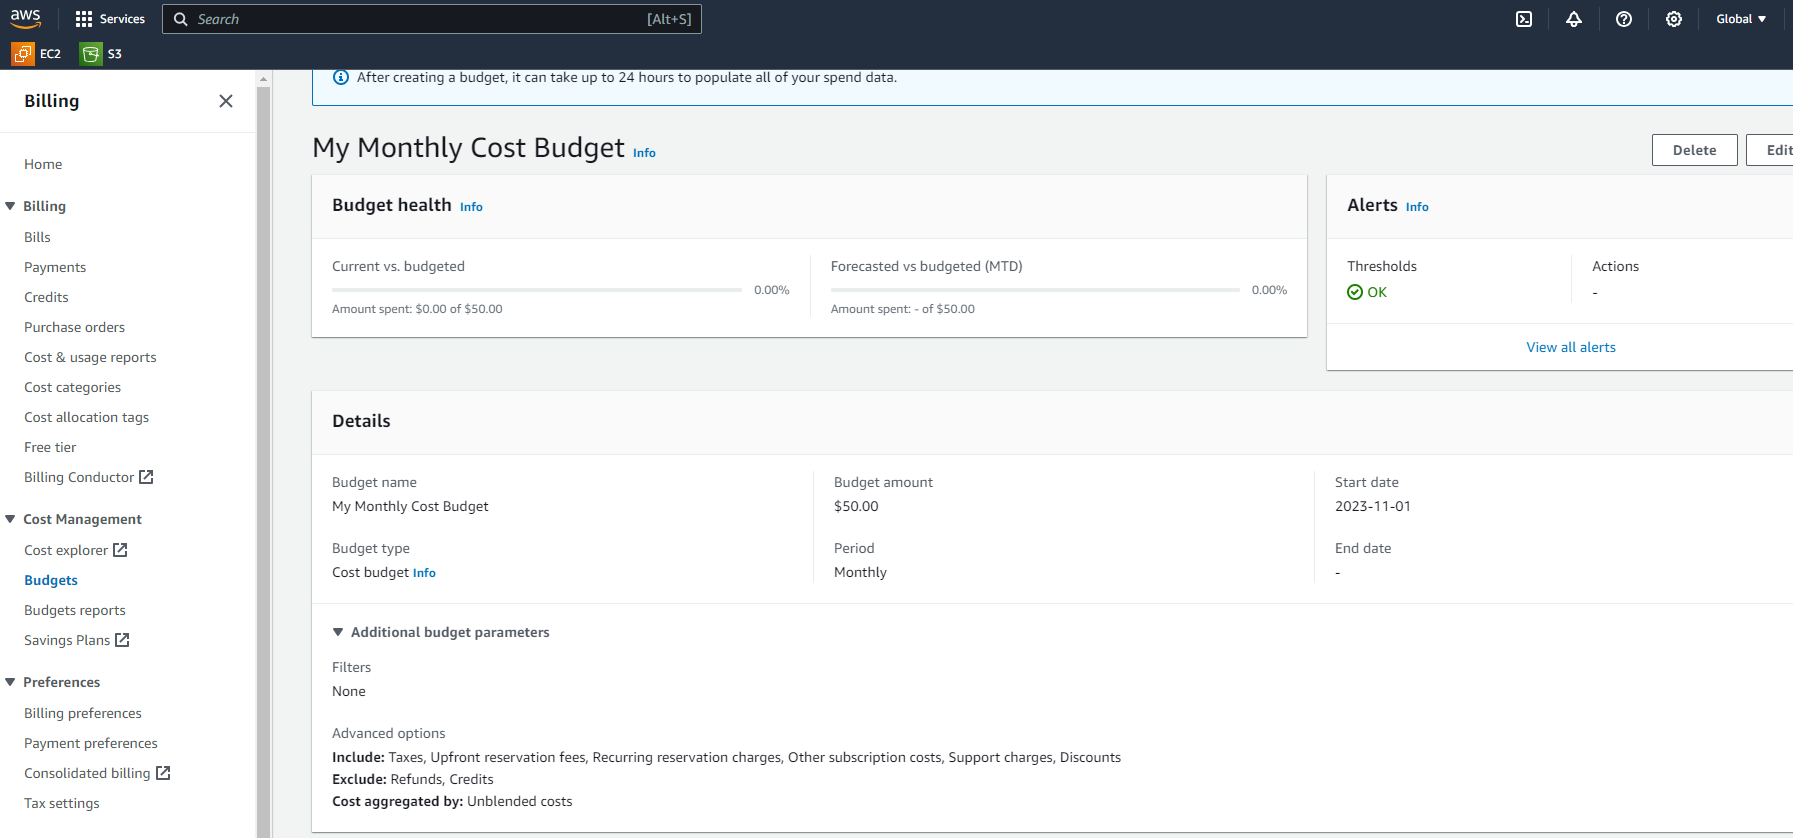 aws
Services
Search
[Alt+S]
Global
EC2
S3
Billing
Home
Billing
Bills
Payments
Credits
Purchase orders
Cost & usage reports
Cost categories
Cost allocation tags
Free tier
Billing Conductor
Cost Management
Cost explorer
Budgets
Budgets reports
Savings Plans
Preferences
Billing preferences
Payment preferences
Consolidated billing
Tax settings
After creating a budget, it can take up to 24 hours to populate all of your spend data.
My Monthly Cost Budget Info
Delete
Edit
Budget health Info
Current vs. budgeted
0.00%
Amount spent: $0.00 of $50.00
Forecasted vs budgeted (MTD)
0.00%
Amount spent: - of $50.00
Alerts Info
Thresholds
OK
Actions
-
View all alerts
Details
Budget name
My Monthly Cost Budget
Budget type
Cost budget Info
Budget amount
$50.00
Period
Monthly
Start date
2023-11-01
End date
-
Additional budget parameters
Filters
None
Advanced options
Include: Taxes, Upfront reservation fees, Recurring reservation charges, Other subscription costs, Support charges, Discounts
Exclude: Refunds, Credits
Cost aggregated by: Unblended costs